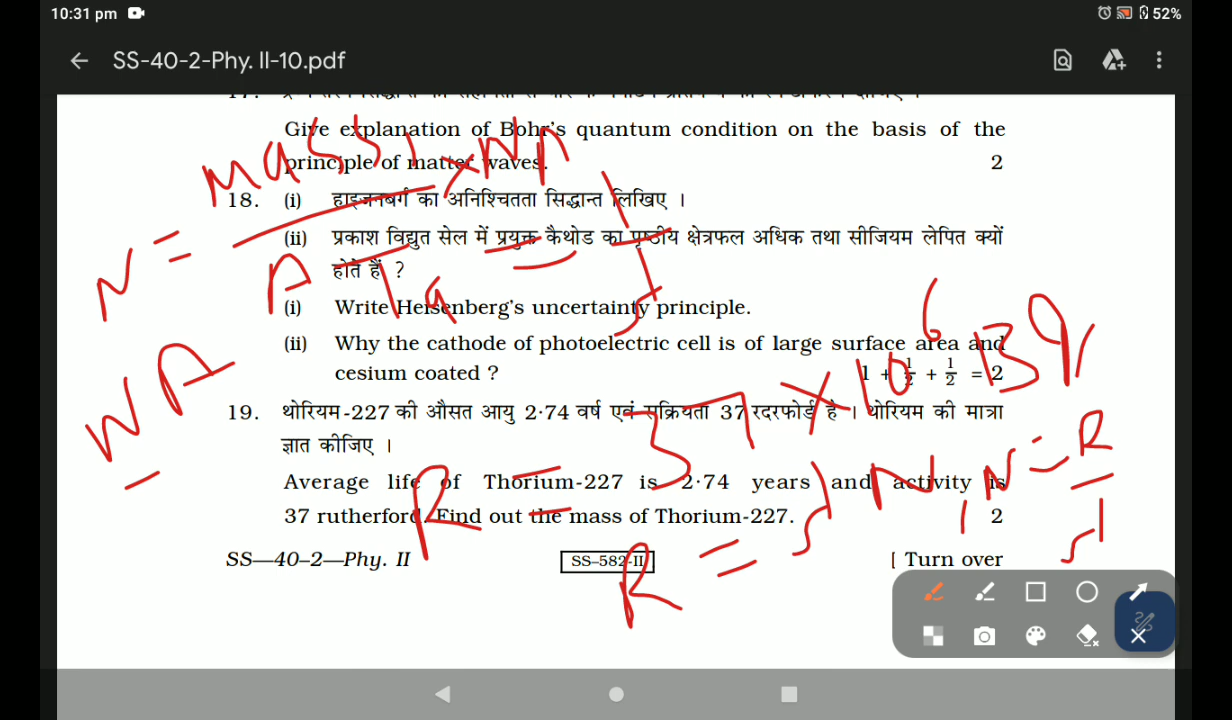 10:31 pm
52%
SS-40-2-Phy. II-10.pdf
17.
Give explanation of Bohr's quantum condition on the basis of the
principle of matter waves. 2
18. (i) हाइजनबर्ग का अनिश्चितता सिद्धान्त लिखिए ।
(ii) प्रकाश विद्युत सेल में प्रयुक्त कैथोड का पृष्ठीय क्षेत्रफल अधिक तथा सीजियम लेपित क्यों
होते हैं ?
(i) Write Heisenberg's uncertainty principle.
(ii) Why the cathode of photoelectric cell is of large surface area and
cesium coated ? 1 + 1/2 + 1/2 = 2
19. थोरियम-227 की औसत आयु 2·74 वर्ष एवं सक्रियता 37 रदरफोर्ड है । थोरियम की मात्रा
ज्ञात कीजिए ।
Average life of Thorium-227 is 2·74 years and activity is
37 rutherford. Find out the mass of Thorium-227. 2
SS—40–2—Phy. II SS–582–II [ Turn over
mass × NA
N =
R = 37 × 10^6
R = λN, N = R/λ